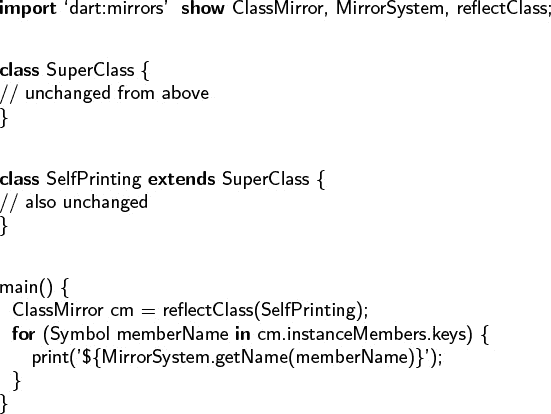 import ‘dart:mirrors’ show ClassMirror, MirrorSystem, reflectClass;
class SuperClass {
// unchanged from above
}
class SelfPrinting extends SuperClass {
// also unchanged
}
main() {
ClassMirror cm = reflectClass(SelfPrinting);
for (Symbol memberName in cm.instanceMembers.keys) {
print(’${MirrorSystem.getName(memberName)}’);
}
}